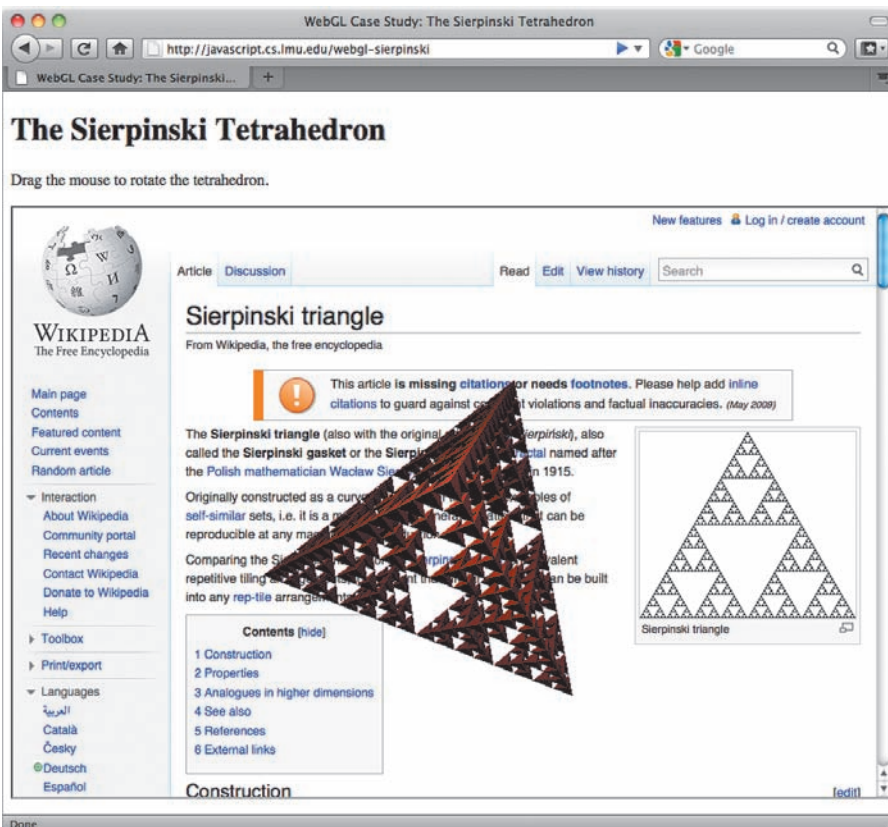 WebGL Case Study: The Sierpinski Tetrahedron
http://javascript.cs.lmu.edu/webgl-sierpinski
Google
WebGL Case Study: The Sierpinski...
The Sierpinski Tetrahedron
Drag the mouse to rotate the tetrahedron.
New features Log in / create account
Article Discussion Read Edit View history Search
WIKIPEDIA
The Free Encyclopedia
Main page
Contents
Featured content
Current events
Random article
Interaction
About Wikipedia
Community portal
Recent changes
Contact Wikipedia
Donate to Wikipedia
Help
Toolbox
Print/export
Languages
العربية
Català
Česky
Deutsch
Español
Sierpinski triangle
From Wikipedia, the free encyclopedia
This article is missing citations or needs footnotes. Please help add inline
citations to guard against violations and factual inaccuracies. (May 2009)
The Sierpinski triangle (also with the original Sierpiński), also
called the Sierpinski gasket or the named after
the Polish mathematician Wacław in 1915.
Originally constructed as a of
self-similar sets, i.e. it is a can be
reproducible at any
Comparing the
repetitive tiling can be built
into any rep-tile
Sierpinski triangle
Contents [hide]
1 Construction
2 Properties
3 Analogues in higher dimensions
4 See also
5 References
6 External links
Construction [edit]
Done